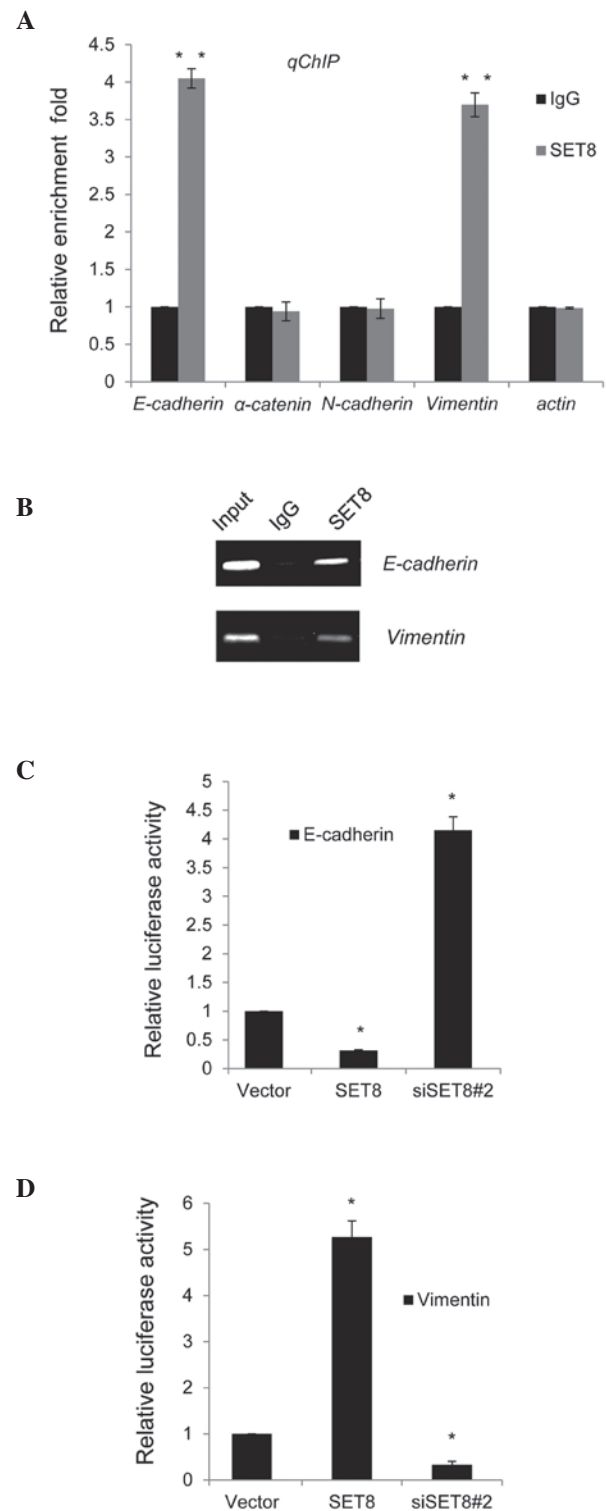 A
Relative enrichment fold
4.5
4
3.5
3
2.5
2
1.5
1
0.5
0
* *
qChIP
* *
IgG
SET8
E-cadherin
α-catenin
N-cadherin
Vimentin
actin
B
Input
IgG
SET8
E-cadherin
Vimentin
C
Relative luciferase activity
5
4.5
4
3.5
3
2.5
2
1.5
1
0.5
0
E-cadherin
*
*
Vector
SET8
siSET8#2
D
Relative luciferase activity
6
5
4
3
2
1
0
*
Vimentin
*
Vector
SET8
siSET8#2